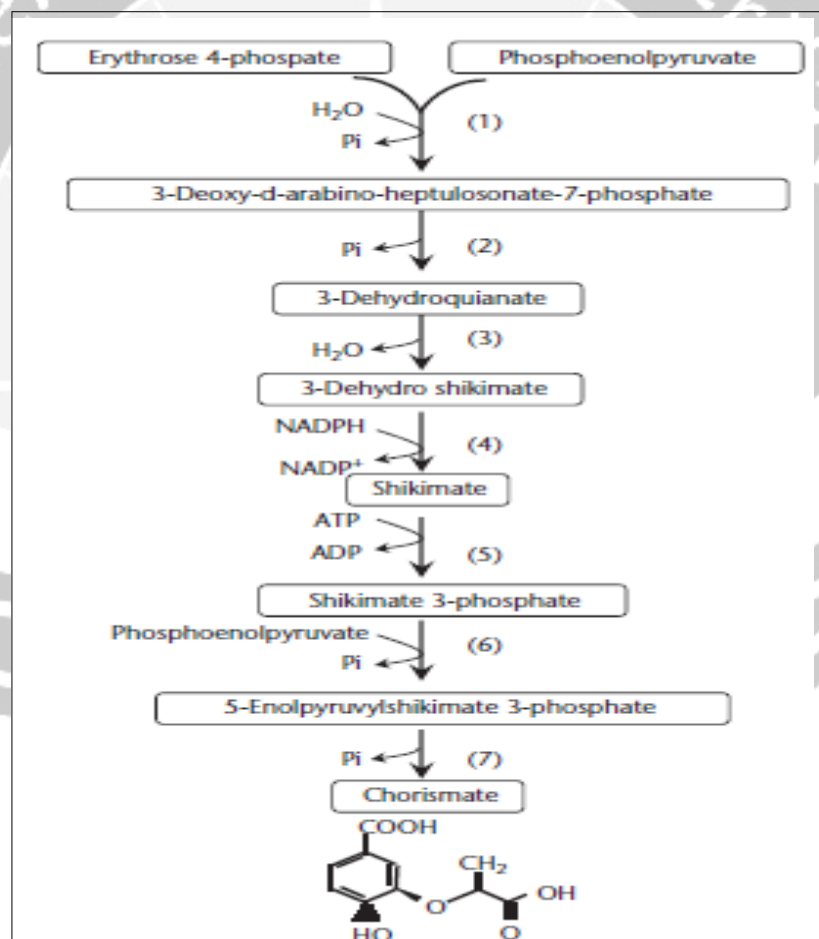 Erythrose 4-phospate
Phosphoenolpyruvate
H₂O
Pi
(1)
3-Deoxy-d-arabino-heptulosonate-7-phosphate
Pi
(2)
3-Dehydroquianate
H₂O
(3)
3-Dehydro shikimate
NADPH
NADP⁺
(4)
Shikimate
ATP
ADP
(5)
Shikimate 3-phosphate
Phosphoenolpyruvate
Pi
(6)
5-Enolpyruvylshikimate 3-phosphate
Pi
(7)
Chorismate
COOH
CH₂
OH
O
HO
O